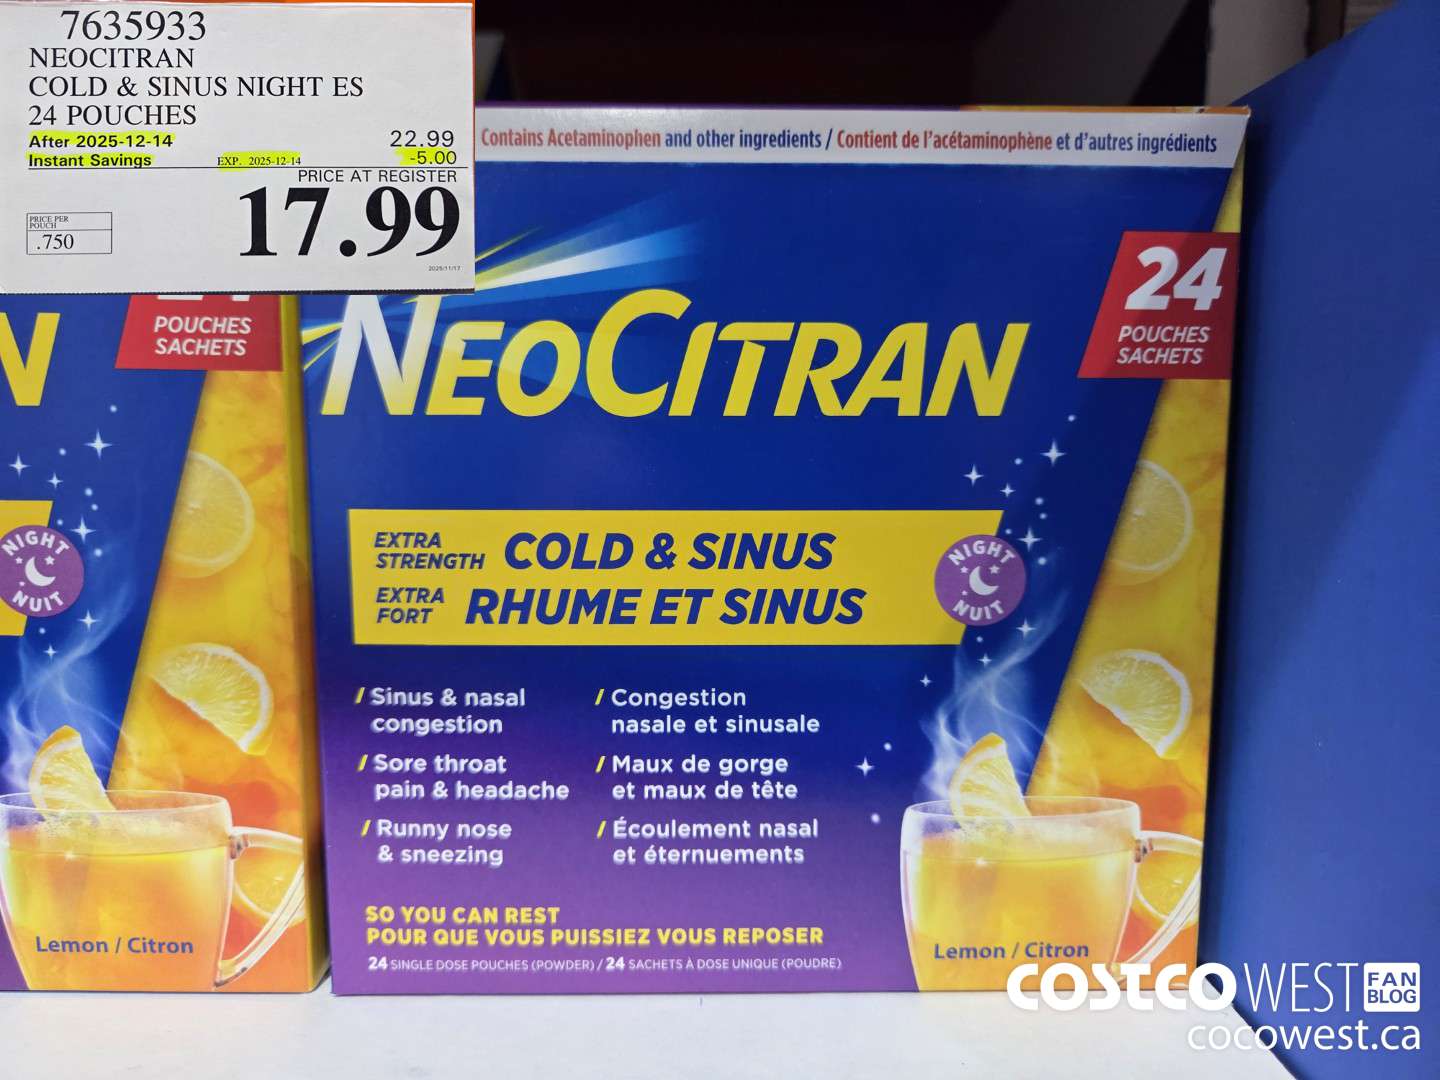 7635933
NEOCITRAN
COLD & SINUS NIGHT ES
24 POUCHES
After 2025-12-14 22.99
Instant Savings EXP. 2025-12-14 -5.00
PRICE AT REGISTER
17.99
PRICE PER
POUCH
.750
2025/11/17
Contains Acetaminophen and other ingredients / Contient de l'acétaminophène et d'autres ingrédients
24
POUCHES
SACHETS
NEOCITRAN
EXTRA
STRENGTH COLD & SINUS
EXTRA
FORT RHUME ET SINUS
NIGHT
NUIT
/ Sinus & nasal
congestion
/ Sore throat
pain & headache
/ Runny nose
& sneezing
/ Congestion
nasale et sinusale
/ Maux de gorge
et maux de tête
/ Écoulement nasal
et éternuements
SO YOU CAN REST
POUR QUE VOUS PUISSIEZ VOUS REPOSER
24 SINGLE DOSE POUCHES (POWDER) / 24 SACHETS À DOSE UNIQUE (POUDRE)
Lemon / Citron
N
POUCHES
SACHETS
NIGHT
NUIT
Lemon / Citron
COSTCO WEST FAN
BLOG
cocowest.ca